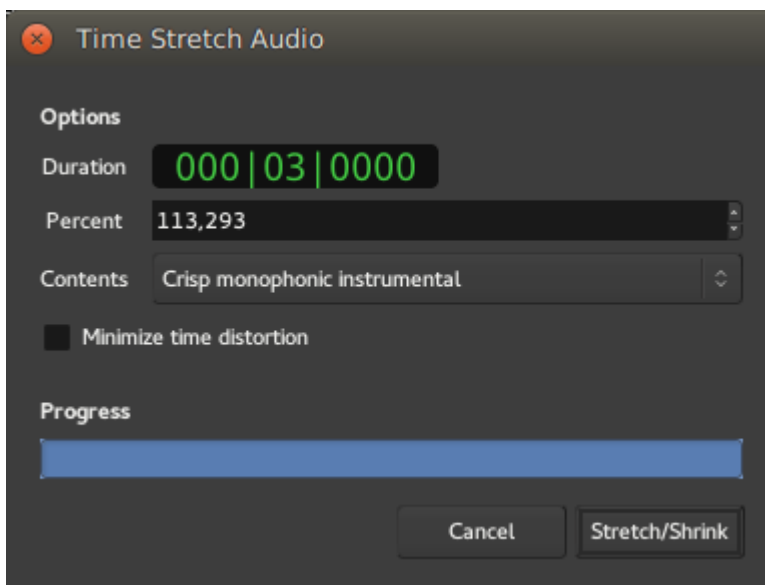 Time Stretch Audio
Options
Duration 000|03|0000
Percent 113,293
Contents Crisp monophonic instrumental
Minimize time distortion
Progress
Cancel Stretch/Shrink